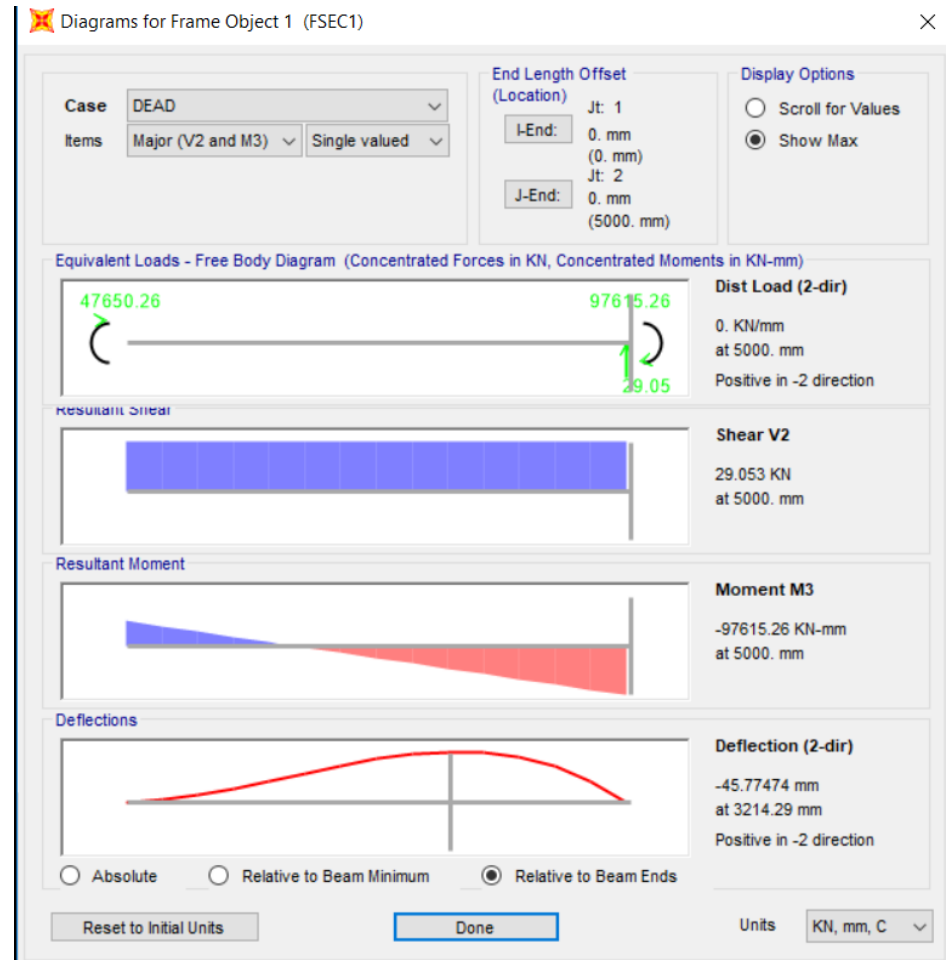 Diagrams for Frame Object 1 (FSEC1)
Case DEAD
Items Major (V2 and M3) Single valued
End Length Offset
(Location)
Jt: 1
I-End: 0. mm
(0. mm)
Jt: 2
J-End: 0. mm
(5000. mm)
Display Options
Scroll for Values
Show Max
Equivalent Loads - Free Body Diagram (Concentrated Forces in KN, Concentrated Moments in KN-mm)
47650.26
97615.26
29.05
Dist Load (2-dir)
0. KN/mm
at 5000. mm
Positive in -2 direction
Resultant Shear
Shear V2
29.053 KN
at 5000. mm
Resultant Moment
Moment M3
-97615.26 KN-mm
at 5000. mm
Deflections
Deflection (2-dir)
-45.77474 mm
at 3214.29 mm
Positive in -2 direction
Absolute Relative to Beam Minimum Relative to Beam Ends
Reset to Initial Units Done Units KN, mm, C